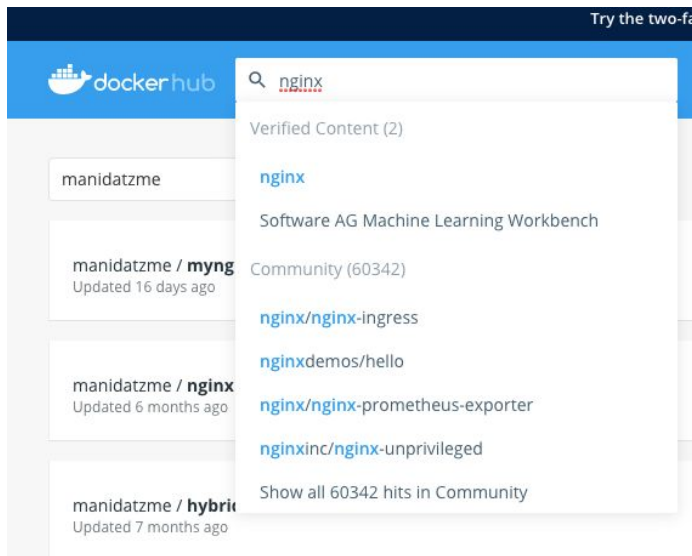 Try the two-fa
dockerhub
nginx
Verified Content (2)
manidatzme
nginx
Software AG Machine Learning Workbench
manidatzme / myng
Community (60342)
Updated 16 days ago
nginx/nginx-ingress
nginxdemos/hello
manidatzme / nginx
nginx/nginx-prometheus-exporter
Updated 6 months ago
nginxinc/nginx-unprivileged
Show all 60342 hits in Community
manidatzme / hybrid
Updated 7 months ago